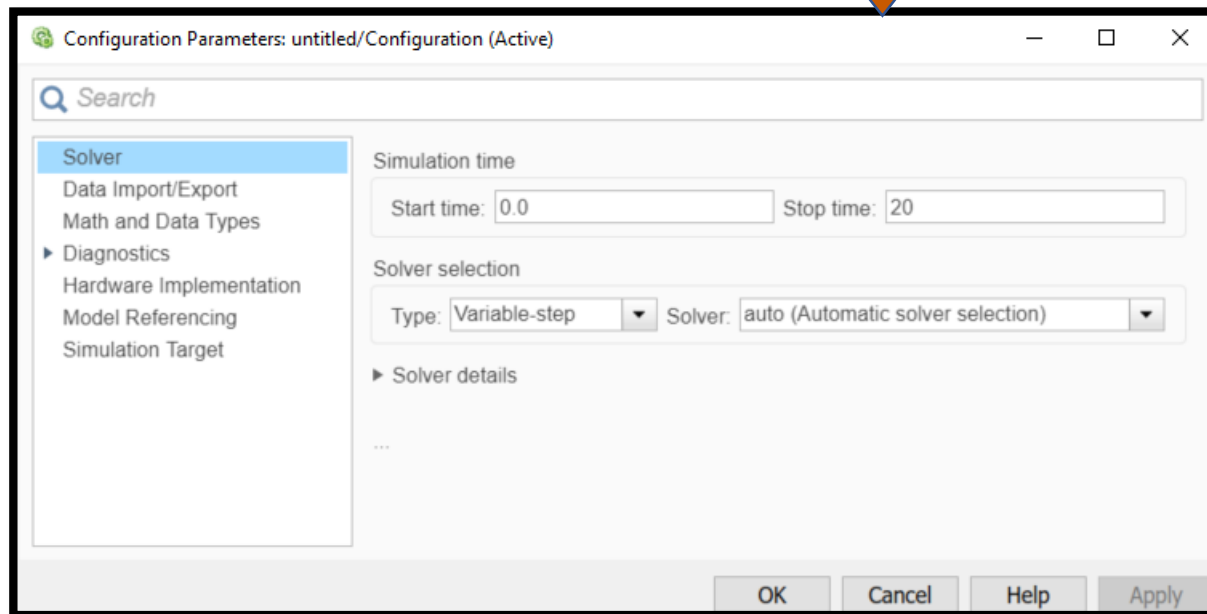 Configuration Parameters: untitled/Configuration (Active)
Search
Solver
Data Import/Export
Math and Data Types
Diagnostics
Hardware Implementation
Model Referencing
Simulation Target
Simulation time
Start time: 0.0 Stop time: 20
Solver selection
Type: Variable-step Solver: auto (Automatic solver selection)
Solver details
...
OK Cancel Help Apply